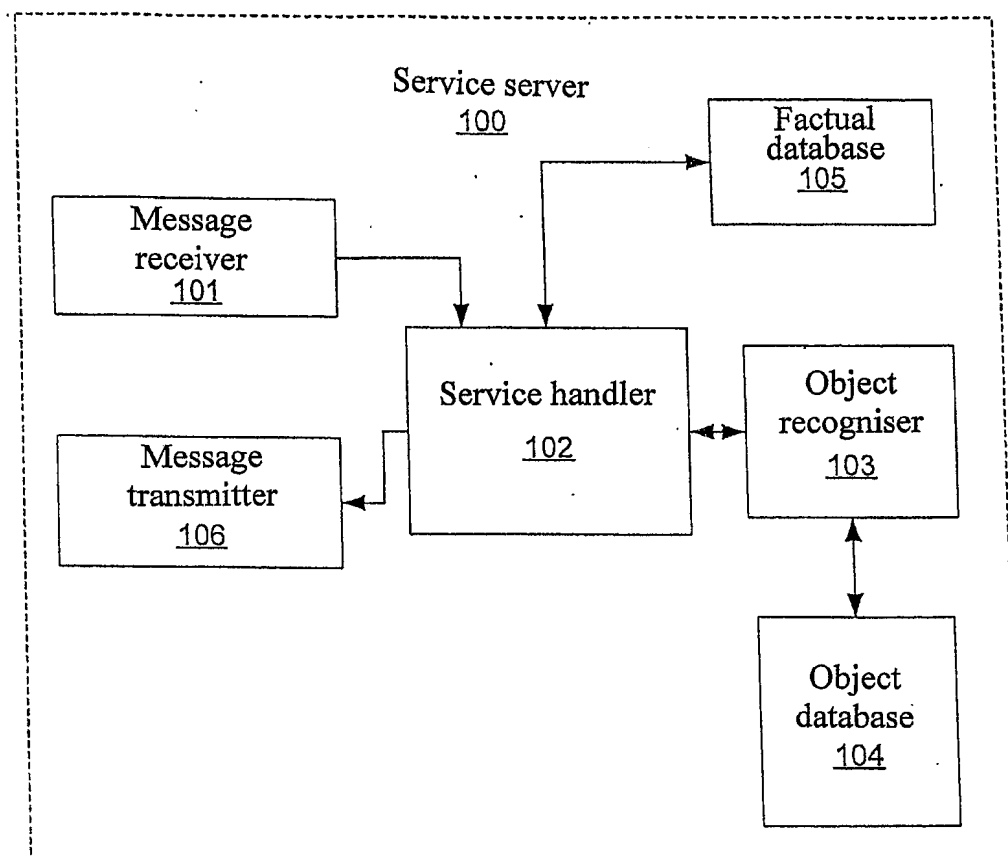 Service server
100
Factual
database
105
Message
receiver
101
Service handler
102
Object
recogniser
103
Message
transmitter
106
Object
database
104